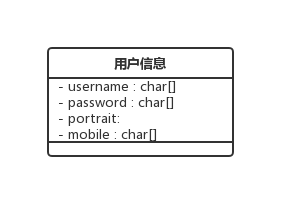 用户信息
- username : char[]
- password : char[]
- portrait:
- mobile : char[]